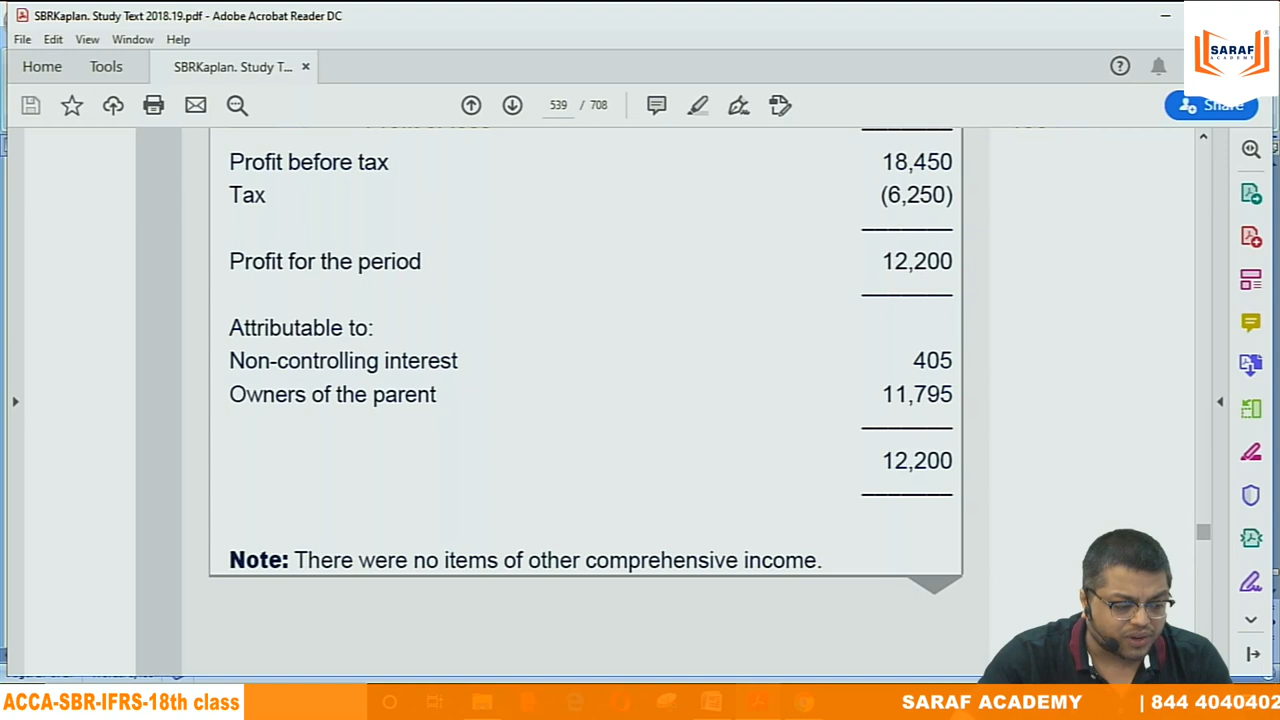 SBRKaplan. Study Text 2018.19.pdf - Adobe Acrobat Reader DC
File Edit View Window Help
Home Tools SBRKaplan. Study T... ×
539 / 708
Share
SARAF
ACADEMY
Profit before tax 18,450
Tax (6,250)
Profit for the period 12,200
Attributable to:
Non-controlling interest 405
Owners of the parent 11,795
12,200
Note: There were no items of other comprehensive income.
ACCA-SBR-IFRS-18th class
SARAF ACADEMY | 844 4040402